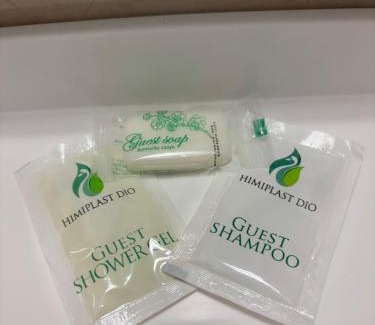 Guest soap
HIMIPLAST DIO
GUEST
SHOWER GEL
HIMIPLAST DIO
GUEST
SHAMPOO